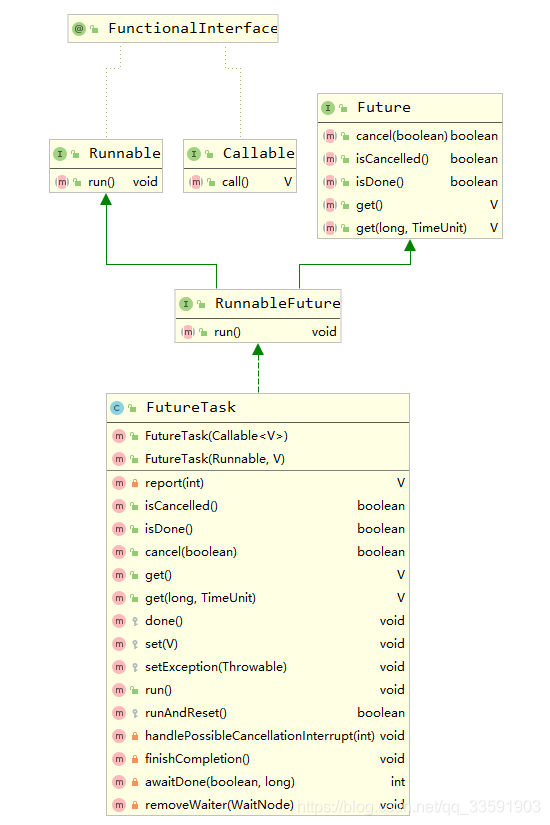 FunctionalInterface
Runnable
run() void
Callable
call() V
Future
cancel(boolean) boolean
isCancelled() boolean
isDone() boolean
get() V
get(long, TimeUnit) V
RunnableFuture
run() void
FutureTask
FutureTask(Callable<V>)
FutureTask(Runnable, V)
report(int) V
isCancelled() boolean
isDone() boolean
cancel(boolean) boolean
get() V
get(long, TimeUnit) V
done() void
set(V) void
setException(Throwable) void
run() void
runAndReset() boolean
handlePossibleCancellationInterrupt(int) void
finishCompletion() void
awaitDone(boolean, long) int
removeWaiter(WaitNode) void
https://blog.csdn.net/qq_33591903